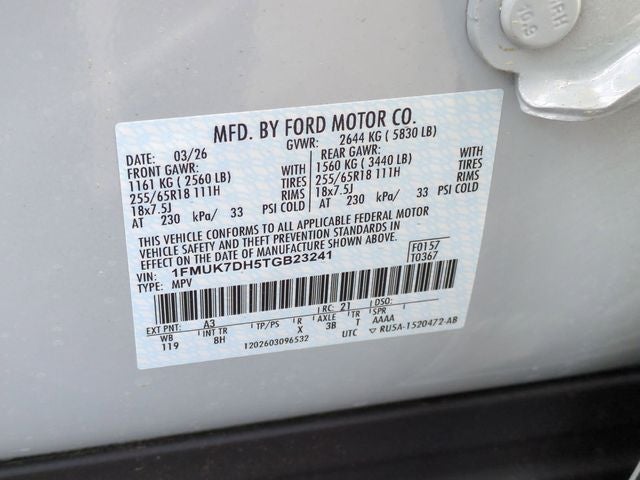 MFD. BY FORD MOTOR CO.
DATE: 03/26 GVWR: 2644 KG ( 5830 LB)
FRONT GAWR: REAR GAWR:
1161 KG ( 2560 LB) WITH 1560 KG ( 3440 LB) WITH
255/65R18 111H TIRES 255/65R18 111H TIRES
18x7.5J RIMS 18x7.5J RIMS
AT 230 kPa/ 33 PSI COLD AT 230 kPa/ 33 PSI COLD
THIS VEHICLE CONFORMS TO ALL APPLICABLE FEDERAL MOTOR
VEHICLE SAFETY AND THEFT PREVENTION STANDARDS IN
EFFECT ON THE DATE OF MANUFACTURE SHOWN ABOVE.
VIN: 1FMUK7DH5TGB23241 F0157
TYPE: MPV T0367
EXT PNT: A3 RC: 21 DSO:
WB INT TR TP/PS R AXLE TR SPR
119 8H X 3B T AAAA
1202603096532 UTC ▽ RU5A-1520472-AB